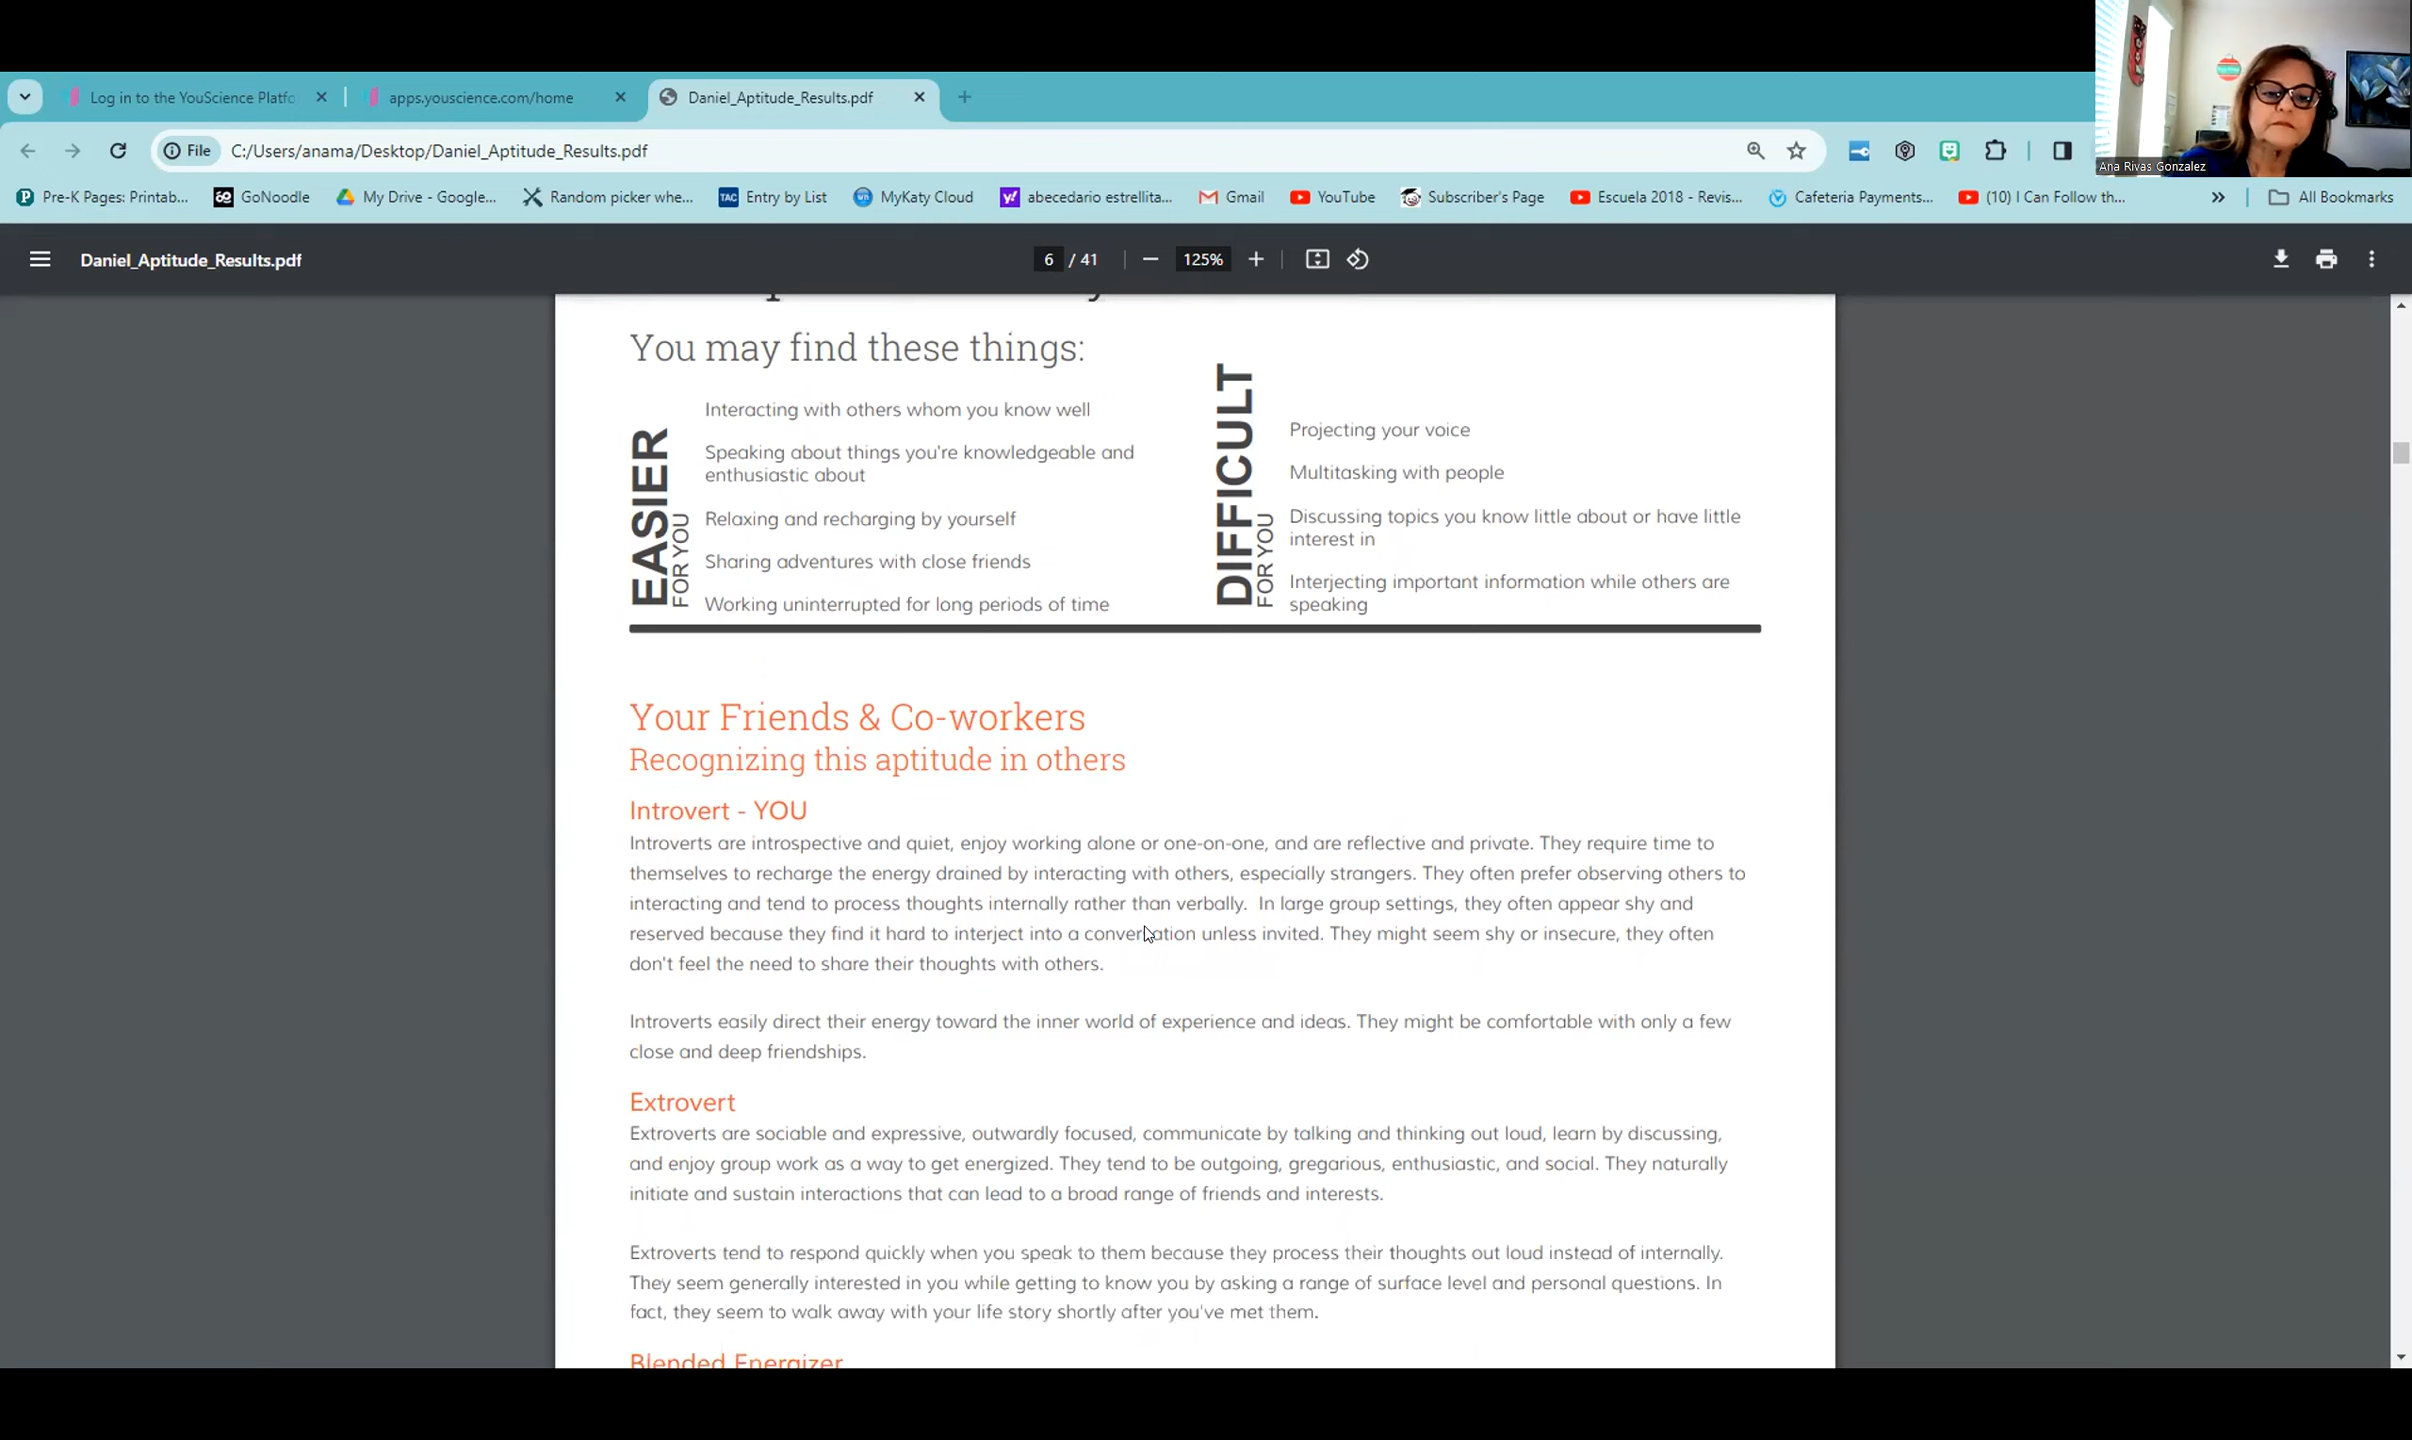 Log in to the YouScience Platfo
apps.youscience.com/home
Daniel_Aptitude_Results.pdf
File
C:/Users/anama/Desktop/Daniel_Aptitude_Results.pdf
Ana Rivas Gonzalez
Pre-K Pages: Printab...
GoNoodle
My Drive - Google...
Random picker whe...
TAC
Entry by List
MyKaty Cloud
abecedario estrellita...
Gmail
YouTube
Subscriber's Page
Escuela 2018 - Revis...
Cafeteria Payments...
(10) I Can Follow th...
All Bookmarks
Daniel_Aptitude_Results.pdf
6 / 41
125%
You may find these things:
EASIER
FOR YOU
Interacting with others whom you know well
Speaking about things you're knowledgeable and
enthusiastic about
Relaxing and recharging by yourself
Sharing adventures with close friends
Working uninterrupted for long periods of time
DIFFICULT
FOR YOU
Projecting your voice
Multitasking with people
Discussing topics you know little about or have little
interest in
Interjecting important information while others are
speaking
Your Friends & Co-workers
Recognizing this aptitude in others
Introvert - YOU
Introverts are introspective and quiet, enjoy working alone or one-on-one, and are reflective and private. They require time to
themselves to recharge the energy drained by interacting with others, especially strangers. They often prefer observing others to
interacting and tend to process thoughts internally rather than verbally. In large group settings, they often appear shy and
reserved because they find it hard to interject into a conversation unless invited. They might seem shy or insecure, they often
don't feel the need to share their thoughts with others.
Introverts easily direct their energy toward the inner world of experience and ideas. They might be comfortable with only a few
close and deep friendships.
Extrovert
Extroverts are sociable and expressive, outwardly focused, communicate by talking and thinking out loud, learn by discussing,
and enjoy group work as a way to get energized. They tend to be outgoing, gregarious, enthusiastic, and social. They naturally
initiate and sustain interactions that can lead to a broad range of friends and interests.
Extroverts tend to respond quickly when you speak to them because they process their thoughts out loud instead of internally.
They seem generally interested in you while getting to know you by asking a range of surface level and personal questions. In
fact, they seem to walk away with your life story shortly after you've met them.
Blended Energizer